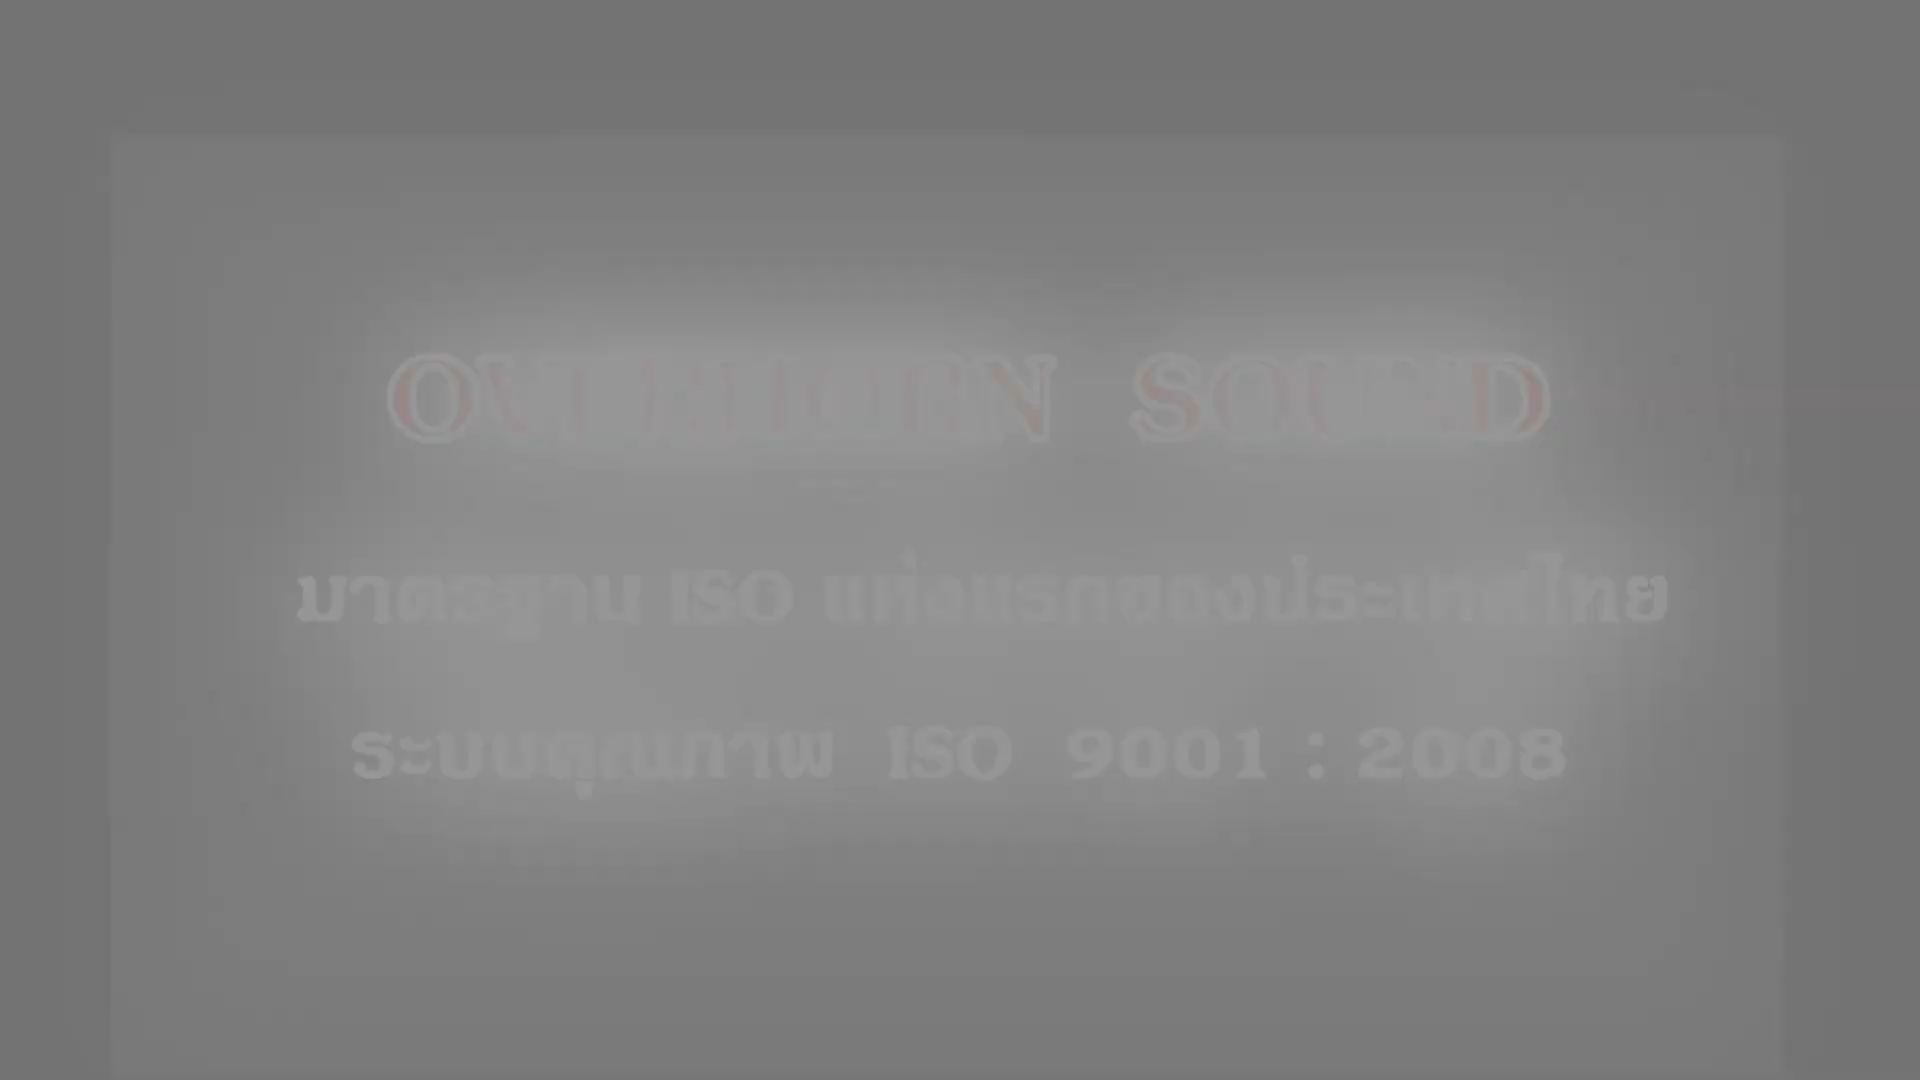 SOUND
มาตรฐาน ISO แห่งแรกของประเทศไทย
ระบบคุณภาพ ISO 9001 : 2008